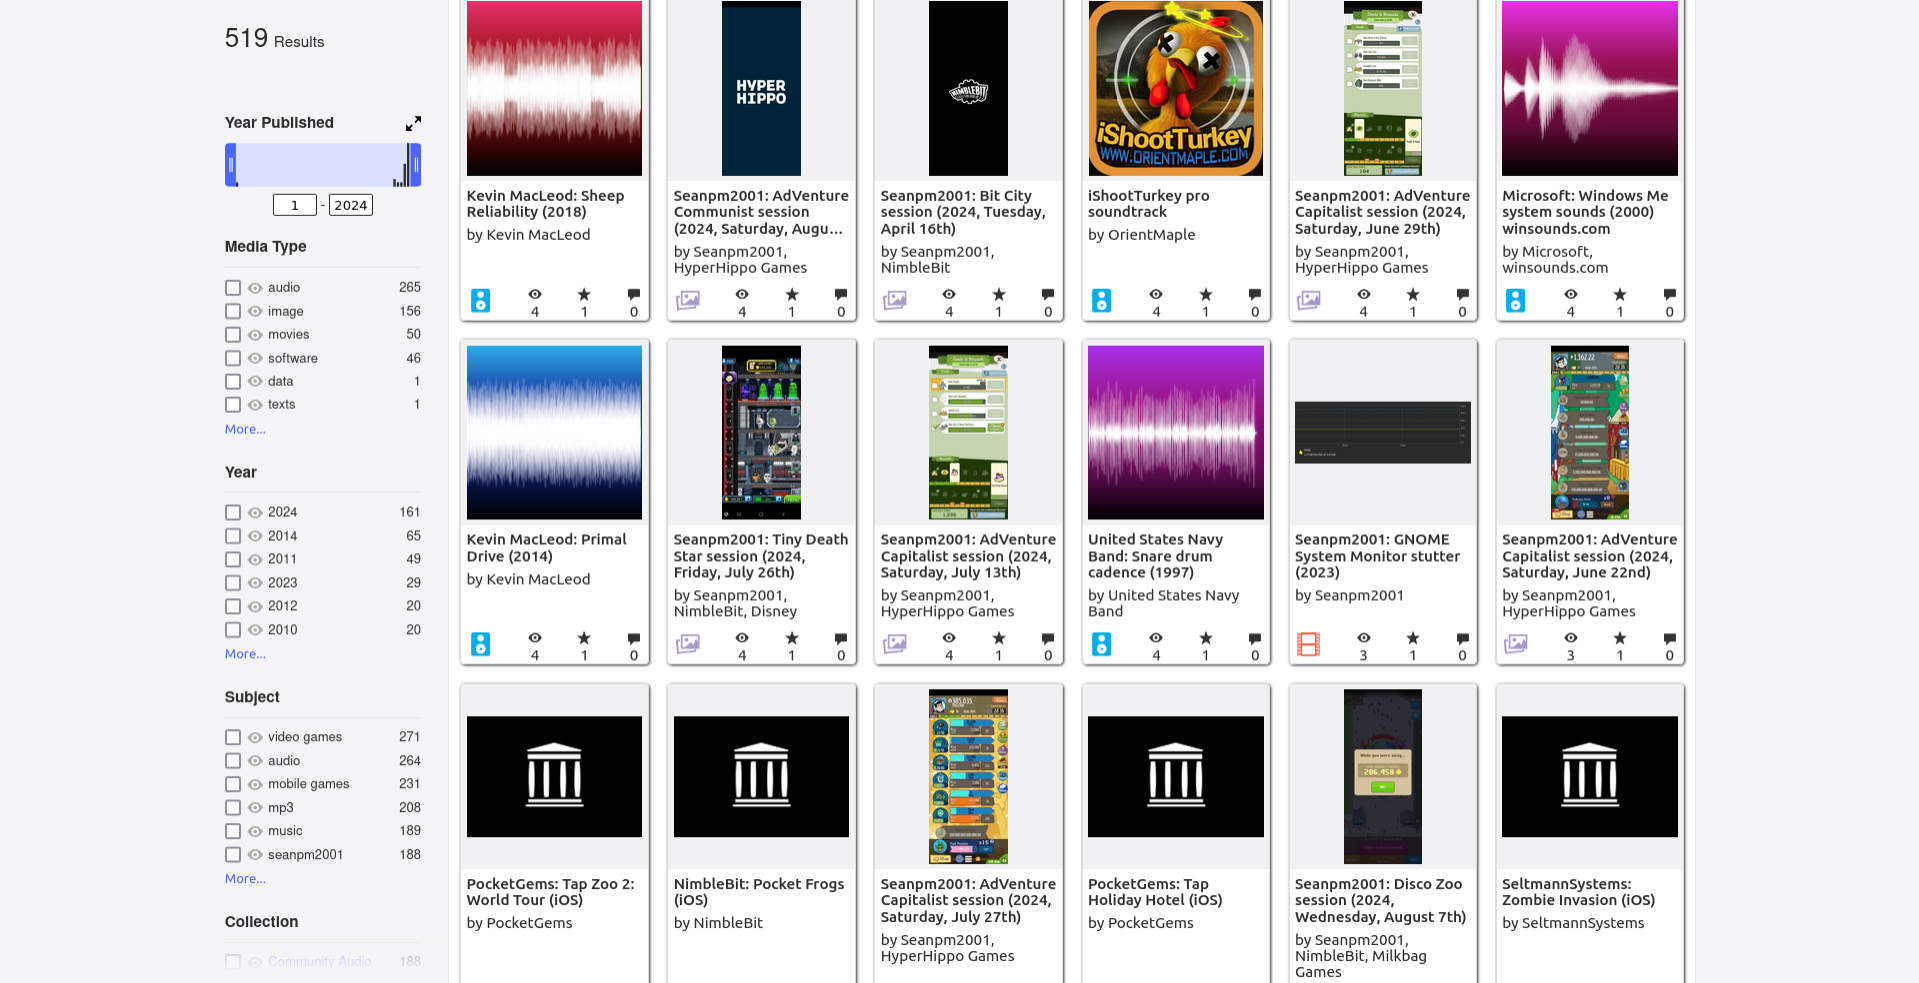 519 Results
Year Published
1 - 2024
Media Type
audio 265
image 156
movies 50
software 46
data 1
texts 1
More...
Year
2024 161
2014 65
2011 49
2023 29
2012 20
2010 20
More...
Subject
video games 271
audio 264
mobile games 231
mp3 208
music 189
seanpm2001 188
More...
Collection
Community Audio 188
Kevin MacLeod: Sheep
Reliability (2018)
by Kevin MacLeod
4 1 0
HYPER
HIPPO
Seanpm2001: AdVenture
Communist session
(2024, Saturday, Augu...
by Seanpm2001,
HyperHippo Games
4 1 0
NIMBLEBIT
Seanpm2001: Bit City
session (2024, Tuesday,
April 16th)
by Seanpm2001,
NimbleBit
4 1 0
iShootTurkey
WWW.ORIENTMAPLE.COM
iShootTurkey pro
soundtrack
by OrientMaple
4 1 0
Seanpm2001: AdVenture
Capitalist session (2024,
Saturday, June 29th)
by Seanpm2001,
HyperHippo Games
4 1 0
Microsoft: Windows Me
system sounds (2000)
winsounds.com
by Microsoft,
winsounds.com
4 1 0
Kevin MacLeod: Primal
Drive (2014)
by Kevin MacLeod
4 1 0
Seanpm2001: Tiny Death
Star session (2024,
Friday, July 26th)
by Seanpm2001,
NimbleBit, Disney
4 1 0
Seanpm2001: AdVenture
Capitalist session (2024,
Saturday, July 13th)
by Seanpm2001,
HyperHippo Games
4 1 0
United States Navy
Band: Snare drum
cadence (1997)
by United States Navy
Band
4 1 0
Seanpm2001: GNOME
System Monitor stutter
(2023)
by Seanpm2001
3 1 0
Seanpm2001: AdVenture
Capitalist session (2024,
Saturday, June 22nd)
by Seanpm2001,
HyperHippo Games
3 1 0
PocketGems: Tap Zoo 2:
World Tour (iOS)
by PocketGems
NimbleBit: Pocket Frogs
(iOS)
by NimbleBit
Seanpm2001: AdVenture
Capitalist session (2024,
Saturday, July 27th)
by Seanpm2001,
HyperHippo Games
PocketGems: Tap
Holiday Hotel (iOS)
by PocketGems
206,458
Seanpm2001: Disco Zoo
session (2024,
Wednesday, August 7th)
by Seanpm2001,
NimbleBit, Milkbag
Games
SeltmannSystems:
Zombie Invasion (iOS)
by SeltmannSystems